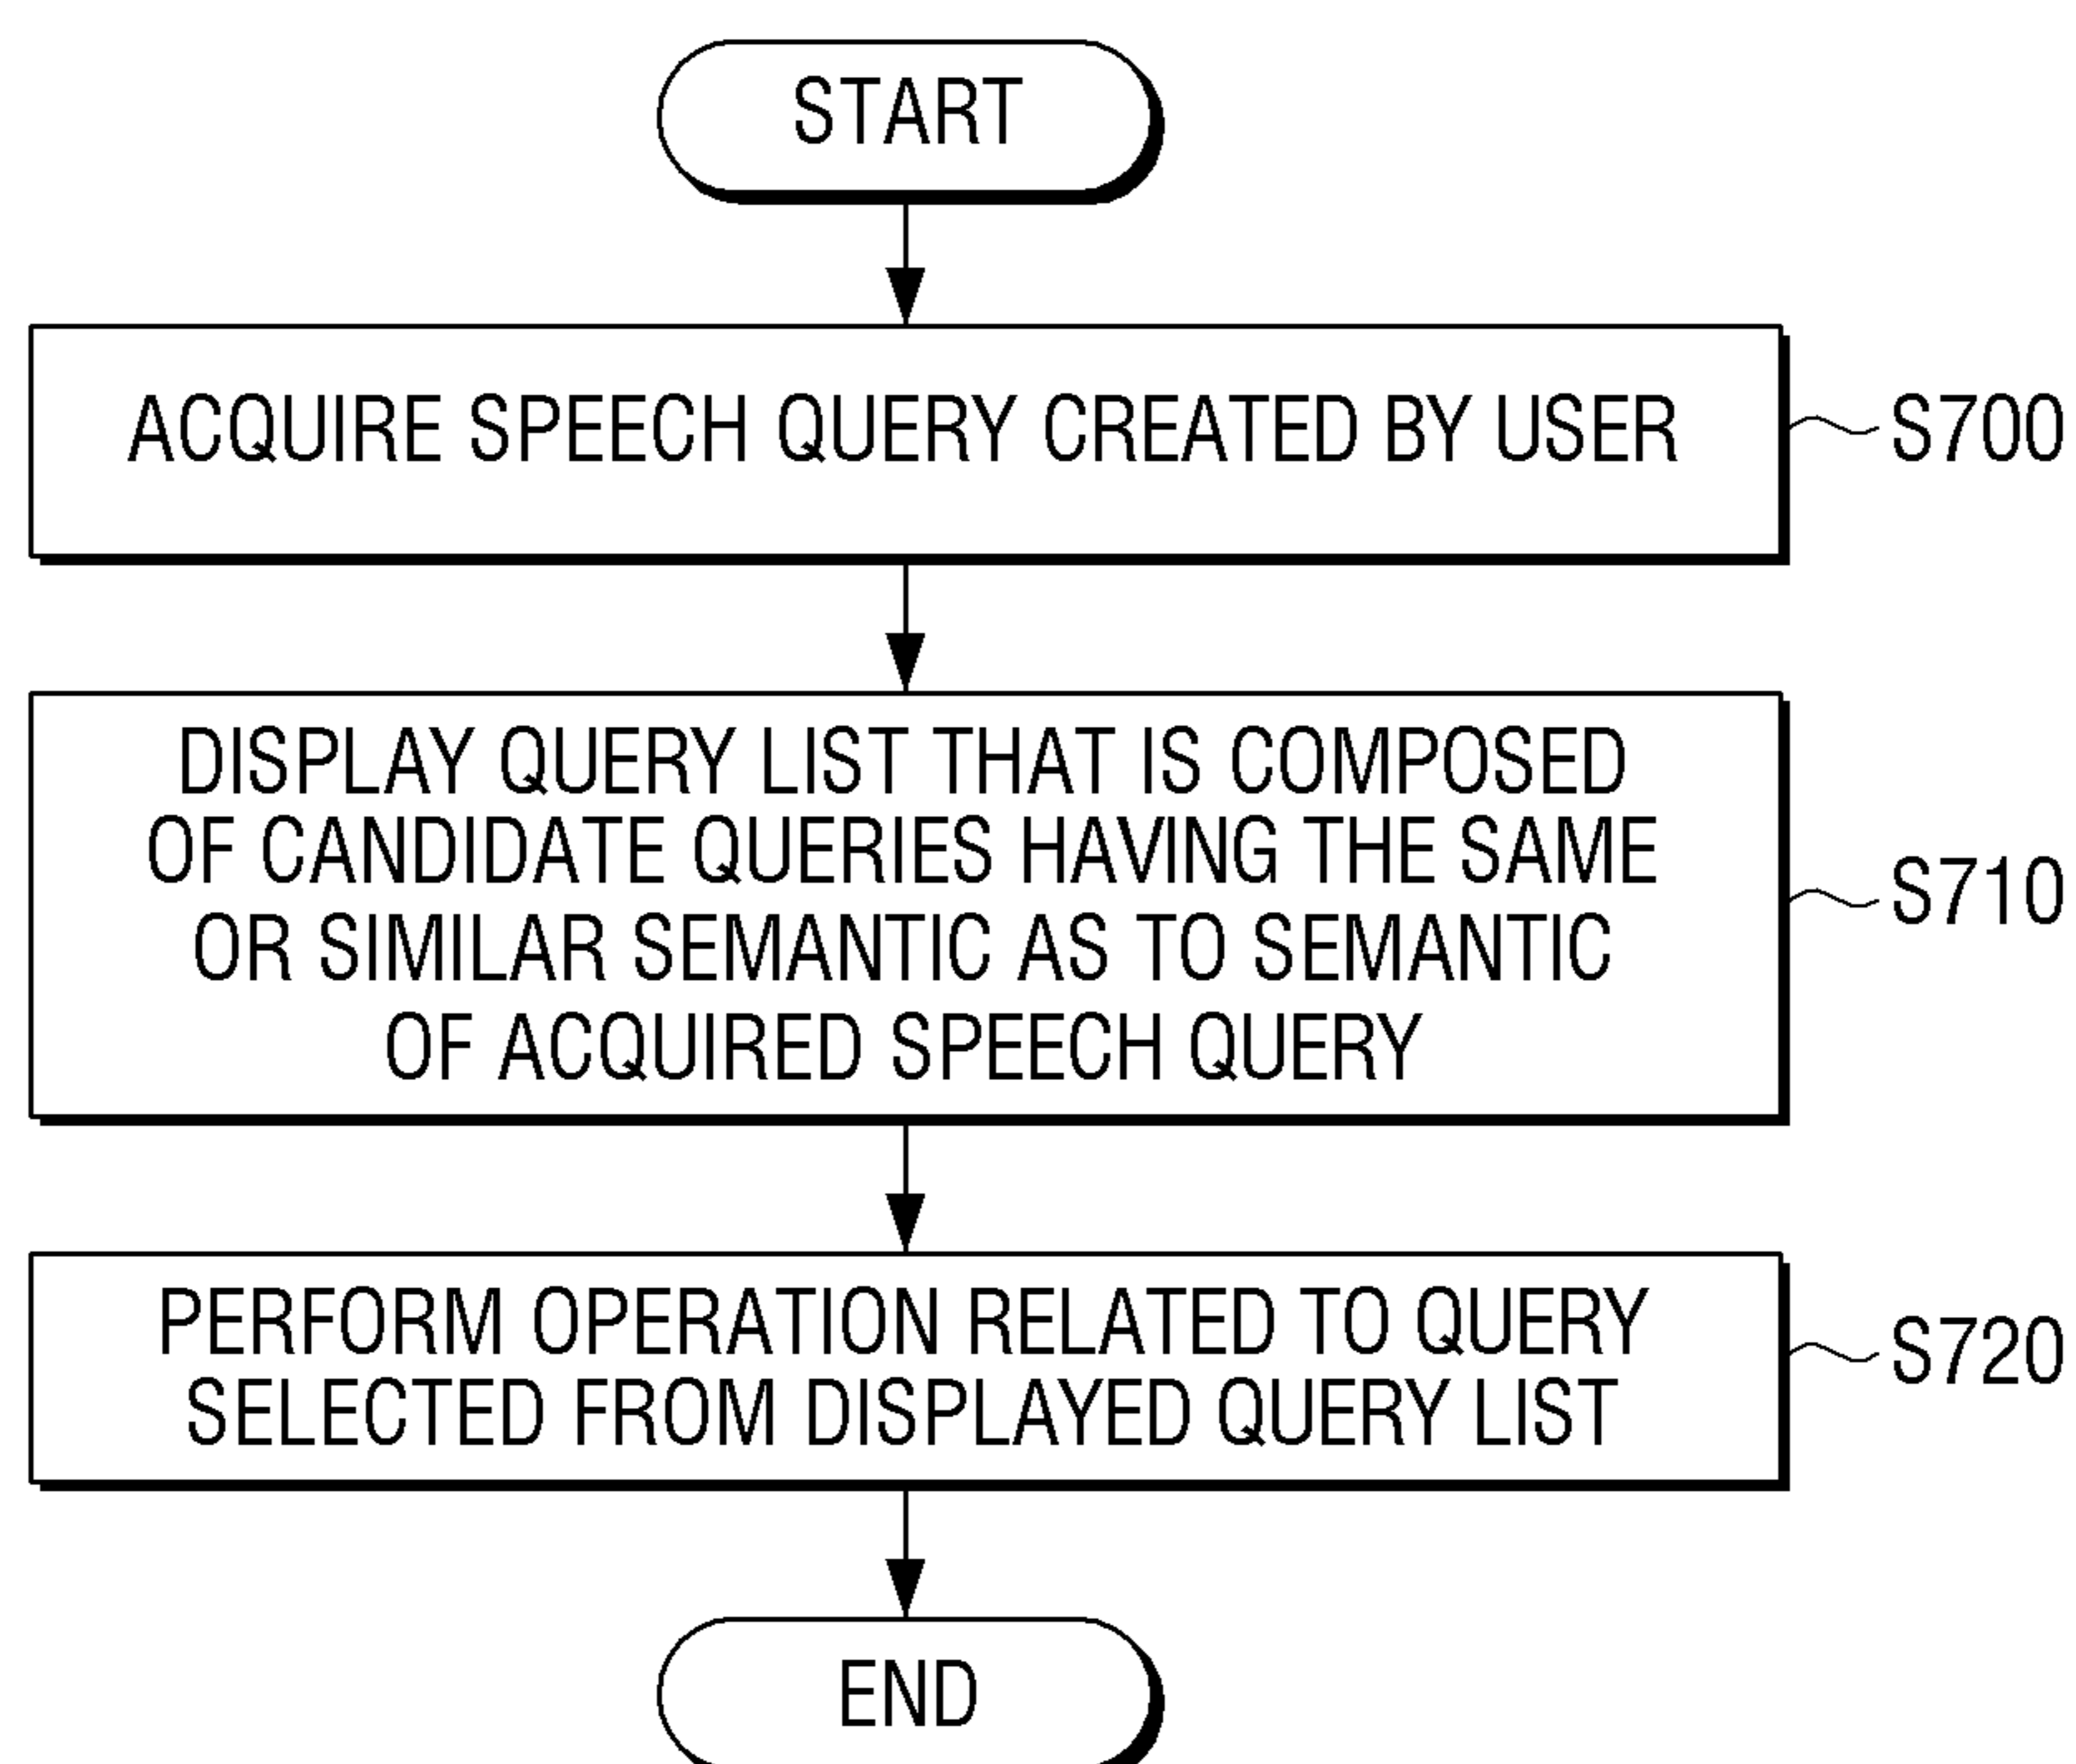 START
ACQUIRE SPEECH QUERY CREATED BY USER
S700
DISPLAY QUERY LIST THAT IS COMPOSED
OF CANDIDATE QUERIES HAVING THE SAME
OR SIMILAR SEMANTIC AS TO SEMANTIC
OF ACQUIRED SPEECH QUERY
S710
PERFORM OPERATION RELATED TO QUERY
SELECTED FROM DISPLAYED QUERY LIST
S720
END